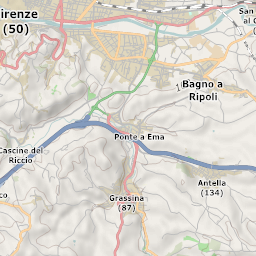 irenze
(50)
San
al
C
Bagno a
Ripoli
Ponte a Ema
Cascine del
Riccio
Antella
(134)
Grassina
(87)